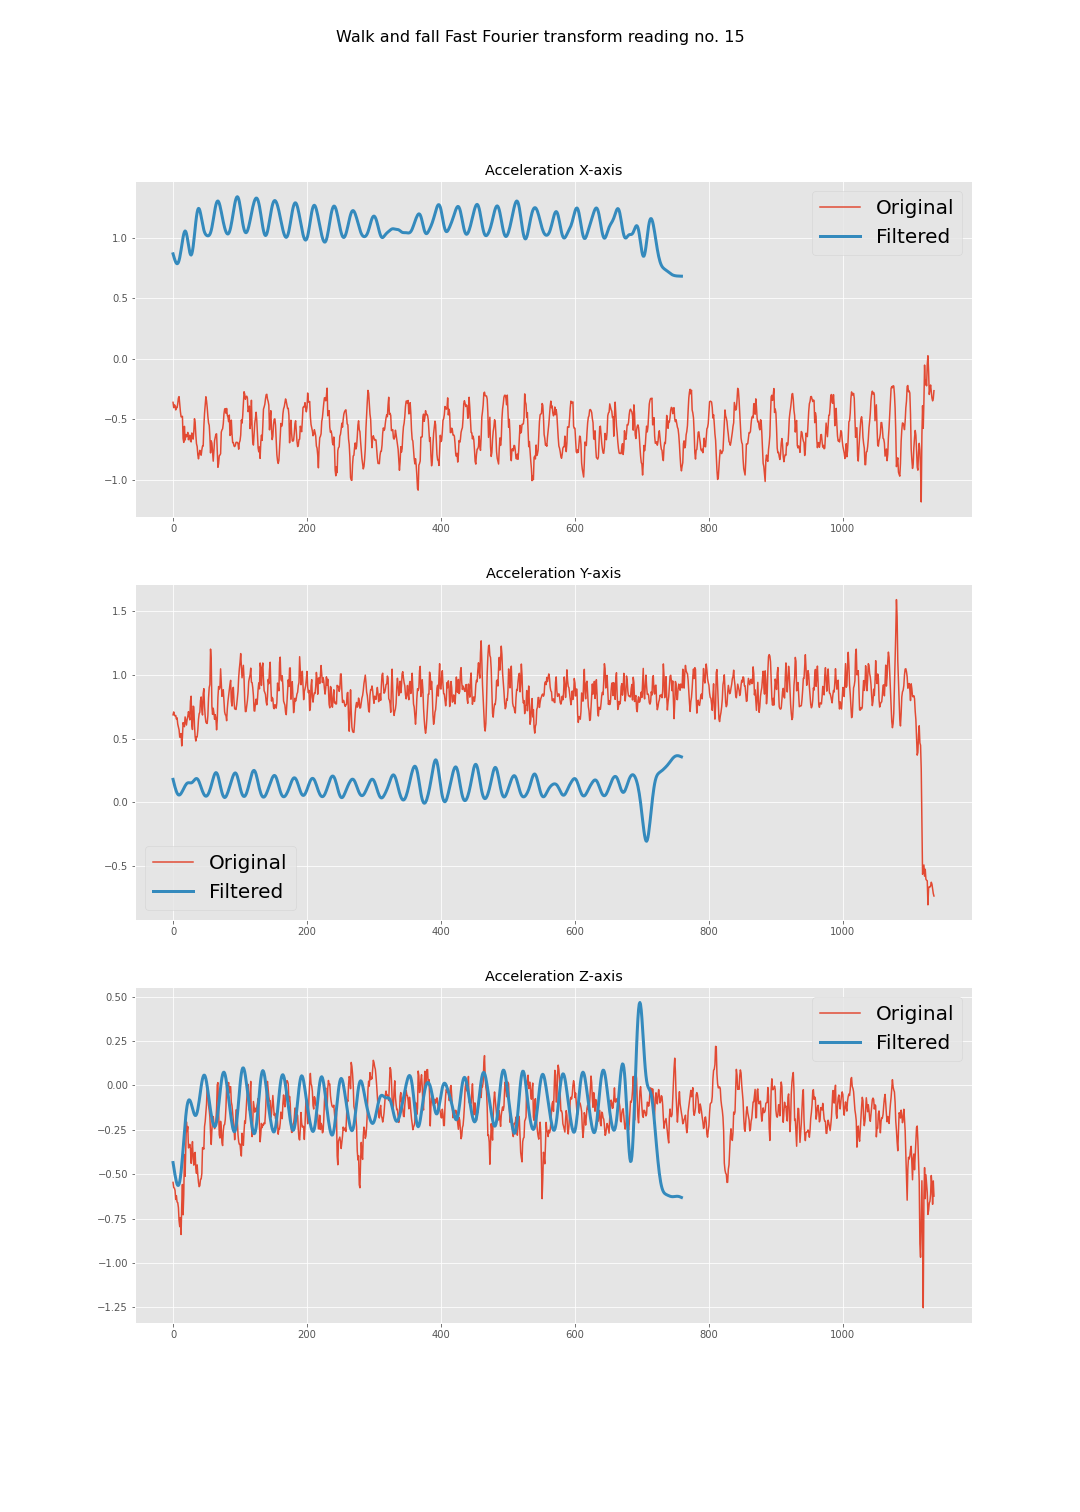 Walk and fall Fast Fourier transform reading no. 15
Acceleration X-axis
Original
Filtered
1.0
0.5
0.0
−0.5
−1.0
0 200 400 600 800 1000
Acceleration Y-axis
1.5
1.0
0.5
0.0
−0.5
Original
Filtered
0 200 400 600 800 1000
Acceleration Z-axis
Original
Filtered
0.50
0.25
0.00
−0.25
−0.50
−0.75
−1.00
−1.25
0 200 400 600 800 1000